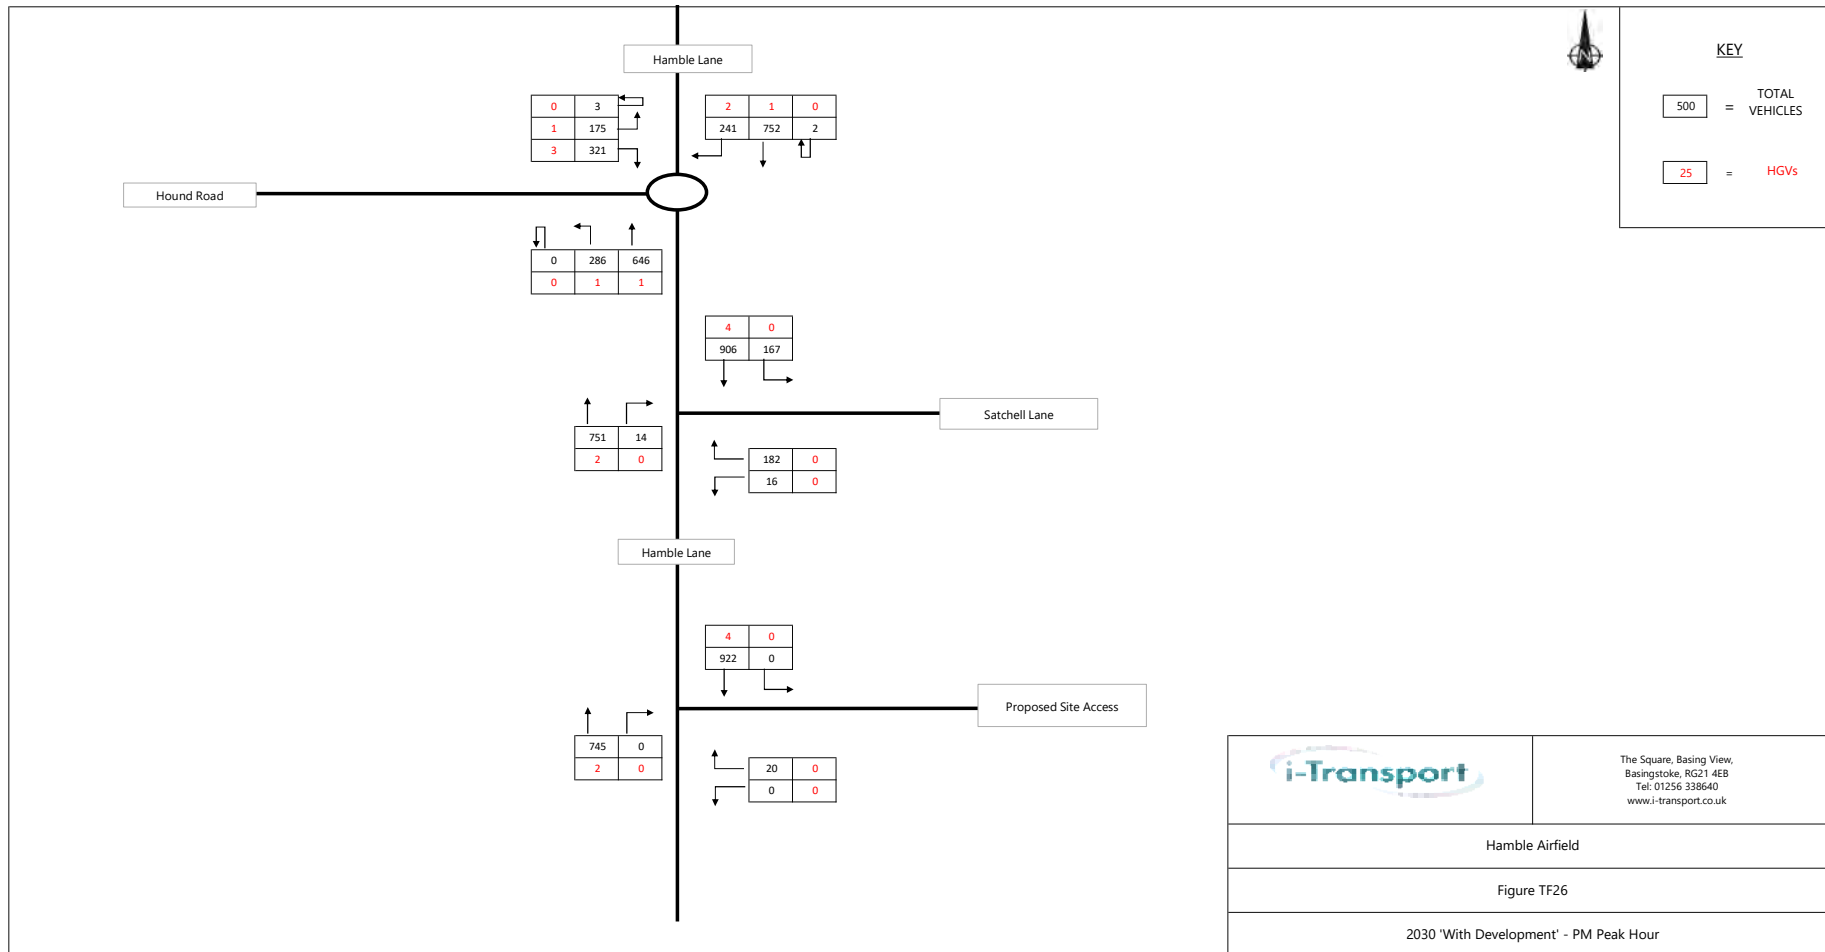 Hamble Lane
KEY
500 = TOTAL VEHICLES
25 = HGVs
0 3
1 175
3 321
2 1 0
241 752 2
Hound Road
0 286 646
0 1 1
4 0
906 167
Satchell Lane
751 14
2 0
182 0
16 0
Hamble Lane
4 0
922 0
Proposed Site Access
745 0
2 0
20 0
0 0
i-Transport
The Square, Basing View,
Basingstoke, RG21 4EB
Tel: 01256 338640
www.i-transport.co.uk
Hamble Airfield
Figure TF26
2030 'With Development' - PM Peak Hour